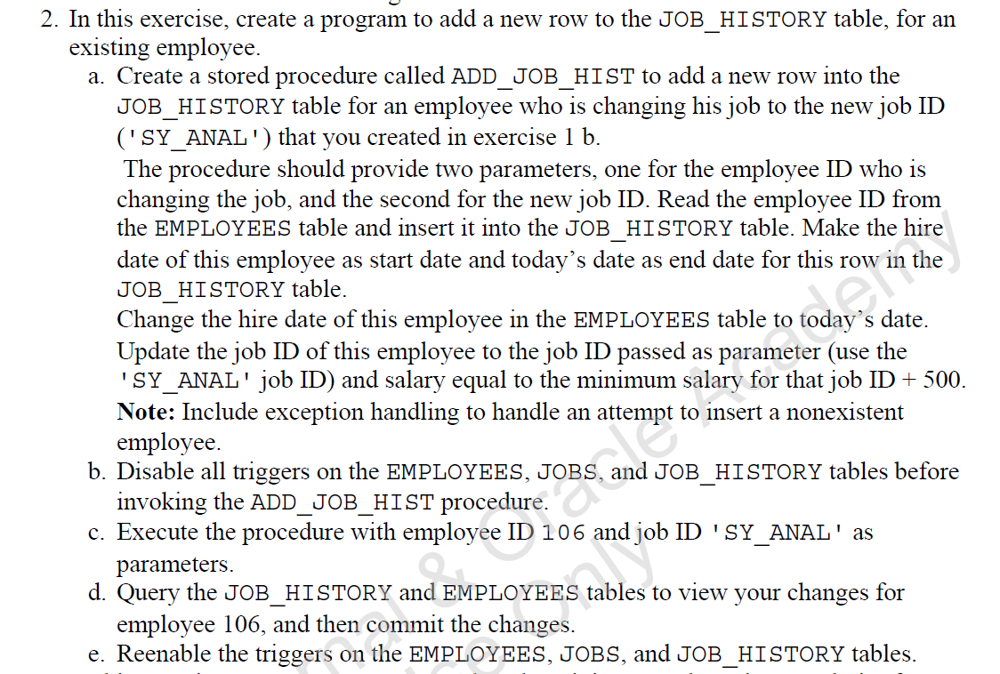 2. In this exercise, create a program to add a new row to the JOB_HISTORY table, for an
existing employee.
a. Create a stored procedure called ADD_JOB_HIST to add a new row into the
JOB_HISTORY table for an employee who is changing his job to the new job ID
('SY_ANAL') that you created in exercise 1 b.
The procedure should provide two parameters, one for the employee ID who is
changing the job, and the second for the new job ID. Read the employee ID from
the EMPLOYEES table and insert it into the JOB_HISTORY table. Make the hire
date of this employee as start date and today’s date as end date for this row in the
JOB_HISTORY table.
Change the hire date of this employee in the EMPLOYEES table to today’s date.
Update the job ID of this employee to the job ID passed as parameter (use the
'SY_ANAL' job ID) and salary equal to the minimum salary for that job ID + 500.
Note: Include exception handling to handle an attempt to insert a nonexistent
employee.
b. Disable all triggers on the EMPLOYEES, JOBS, and JOB_HISTORY tables before
invoking the ADD_JOB_HIST procedure.
c. Execute the procedure with employee ID 106 and job ID 'SY_ANAL' as
parameters.
d. Query the JOB_HISTORY and EMPLOYEES tables to view your changes for
employee 106, and then commit the changes.
e. Reenable the triggers on the EMPLOYEES, JOBS, and JOB_HISTORY tables.
& Oracle Academy
Only